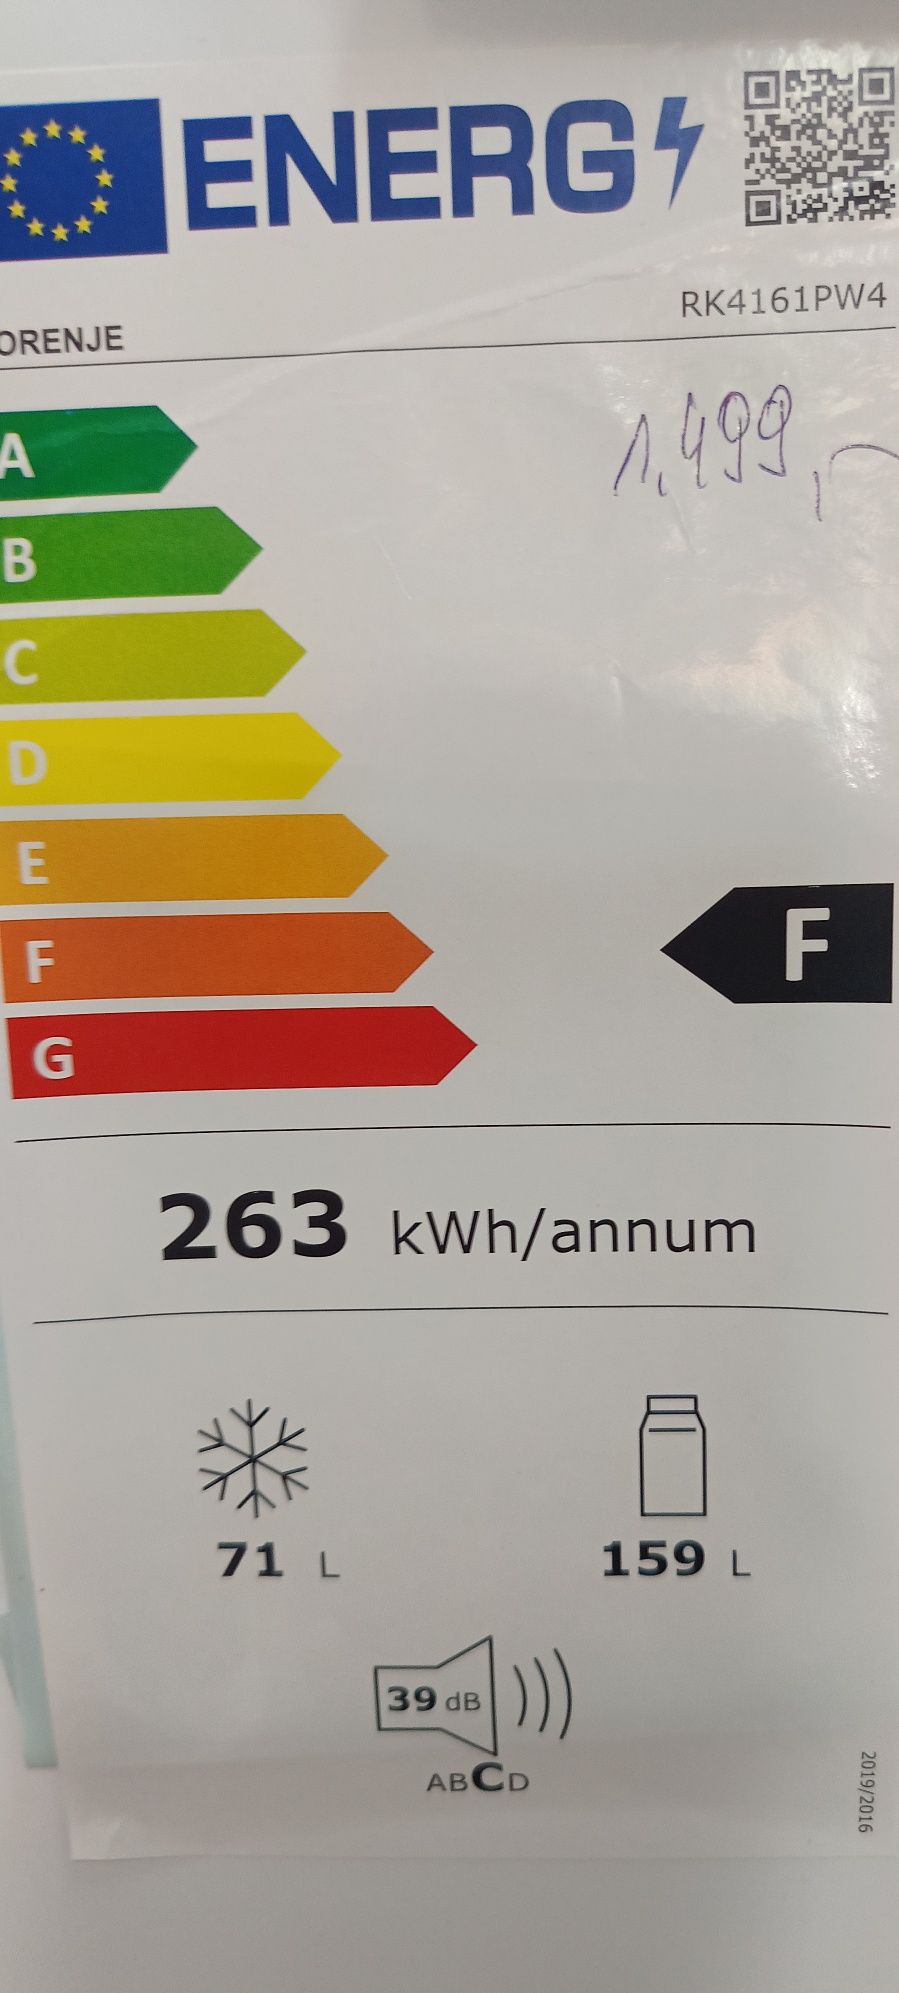 ENERG
RK4161PW4
ORENJE
1.499,-
A
B
C
D
E
F
F
G
263 kWh/annum
71 L
159 L
39 dB
ABCD
2019/2016